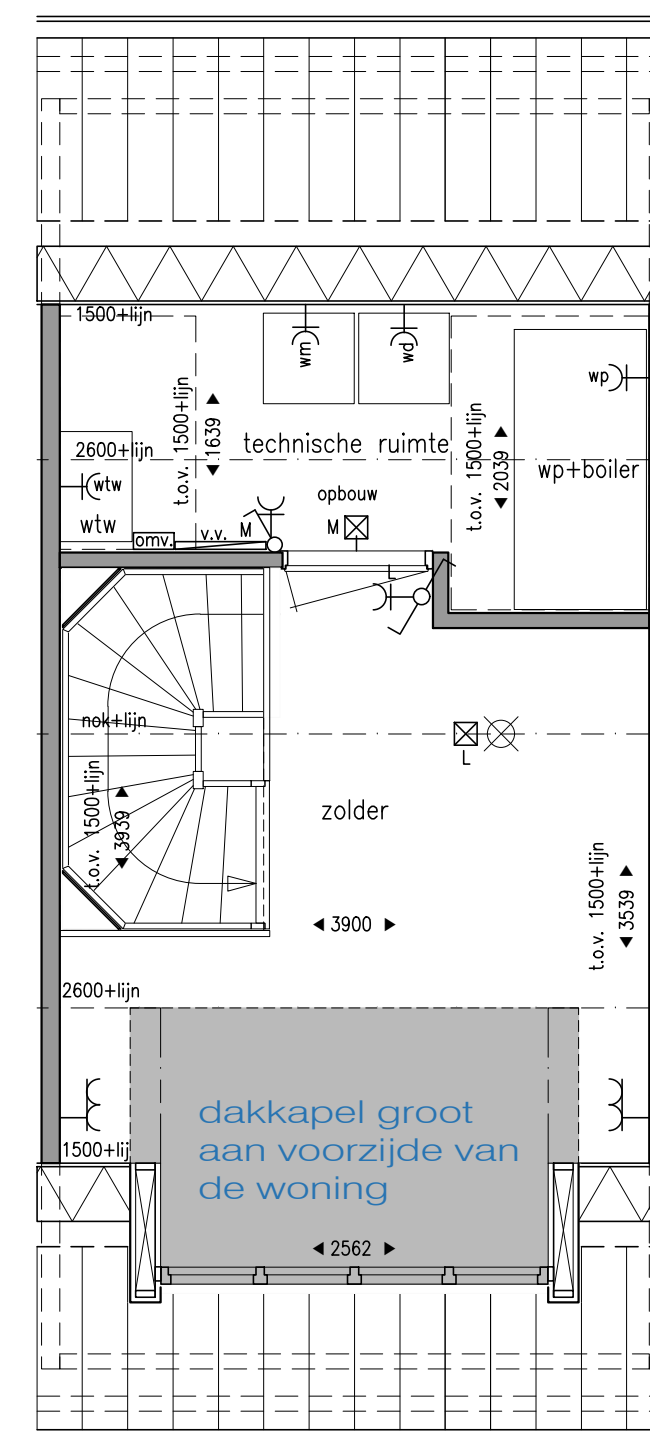 1500+lijn
wm
wd
wp
t.o.v. 1500+lijn
1639
technische ruimte
t.o.v. 1500+lijn
2039
2600+lijn
wp+boiler
wtw
wtw
opbouw
omv.
v.v.
M
M
L
nok+lijn
L
t.o.v. 1500+lijn
3939
zolder
t.o.v. 1500+lijn
3539
3900
2600+lijn
dakkapel groot
aan voorzijde van
de woning
1500+lij
2562